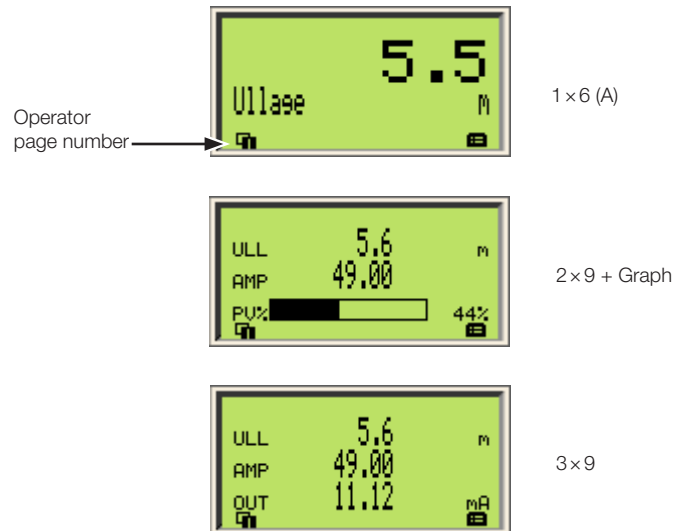 5.5
Ullage M
1×6 (A)
Operator
page number
ULL 5.6 m
AMP 49.00
PV% 44%
2×9 + Graph
ULL 5.6 m
AMP 49.00
OUT 11.12 mA
3×9